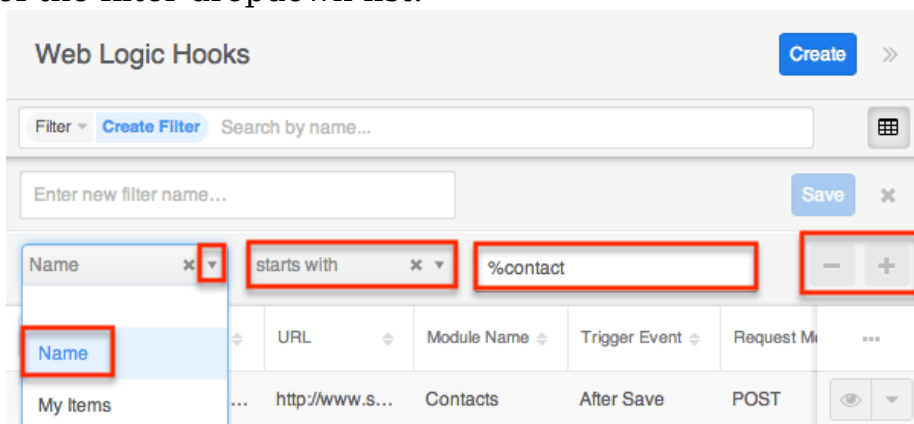 Web Logic Hooks
Create
Filter Create Filter Search by name...
Enter new filter name...
Save
Name starts with %contact
URL Module Name Trigger Event Request M
Name
My Items
... http://www.s... Contacts After Save POST